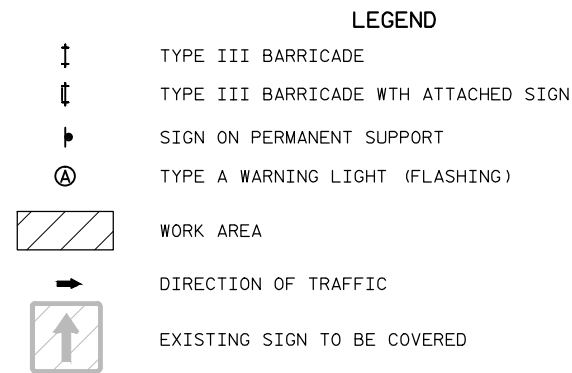 LEGEND
TYPE III BARRICADE
TYPE III BARRICADE WTH ATTACHED SIGN
SIGN ON PERMANENT SUPPORT
A TYPE A WARNING LIGHT (FLASHING)
WORK AREA
DIRECTION OF TRAFFIC
EXISTING SIGN TO BE COVERED